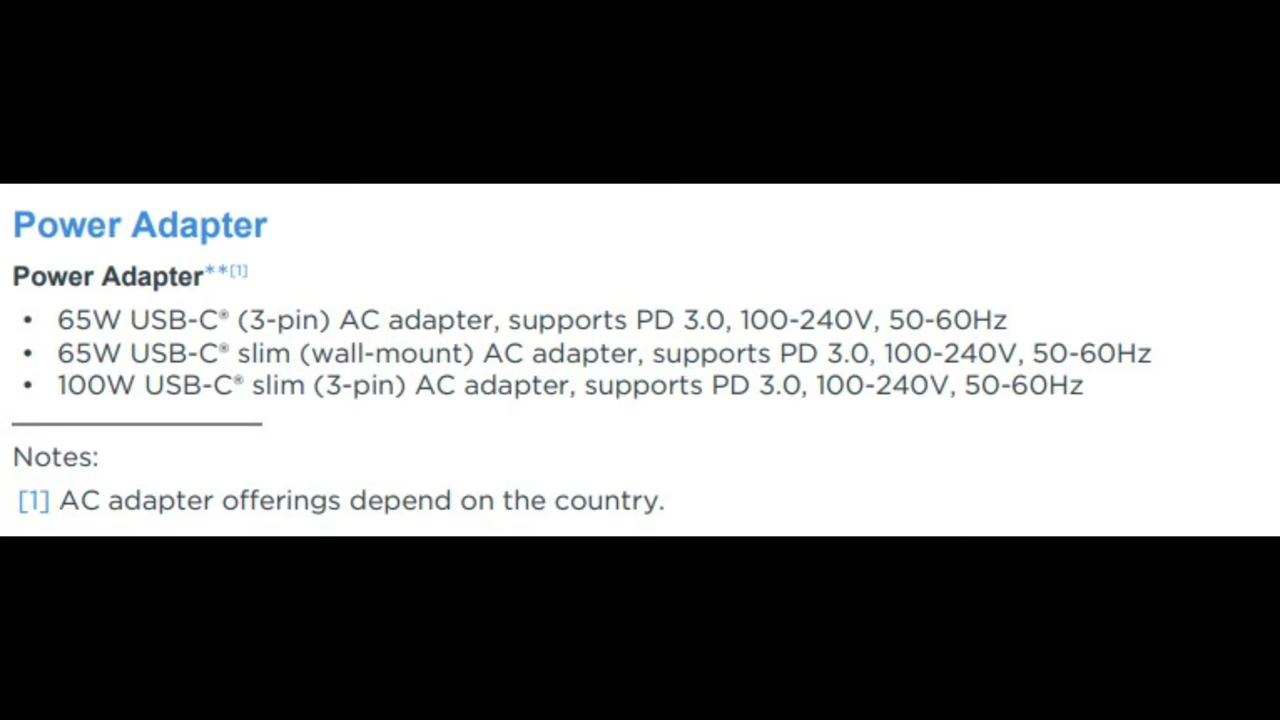 Power Adapter
Power Adapter**[1]
• 65W USB-C® (3-pin) AC adapter, supports PD 3.0, 100-240V, 50-60Hz
• 65W USB-C® slim (wall-mount) AC adapter, supports PD 3.0, 100-240V, 50-60Hz
• 100W USB-C® slim (3-pin) AC adapter, supports PD 3.0, 100-240V, 50-60Hz
Notes:
[1] AC adapter offerings depend on the country.